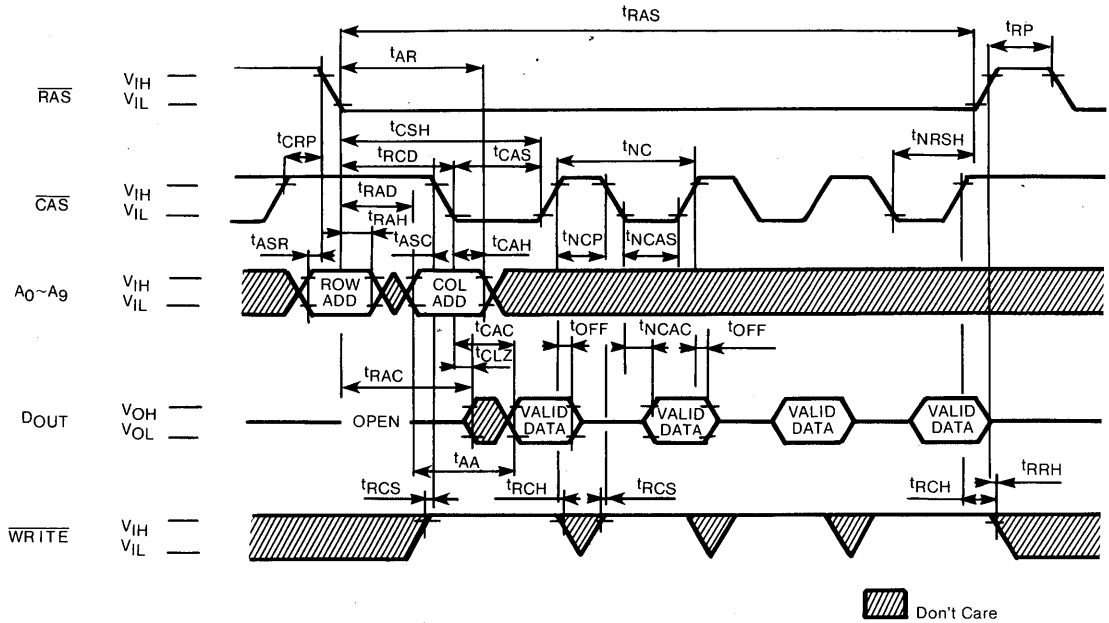 tRAS
tRP
tAR
RAS
VIH
VIL
tCSH
tCRP
tRCD
tCAS
tNC
tNRSH
CAS
VIH
VIL
tRAD
tRAH
tASR
tASC
tCAH
tNCP
tNCAS
A0~A9
VIH
VIL
ROW
ADD
COL
ADD
tCAC
tOFF
tNCAC
tOFF
tCLZ
tRAC
DOUT
VOH
VOL
OPEN
VALID
DATA
VALID
DATA
VALID
DATA
VALID
DATA
tAA
tRCS
tRCH
tRCS
tRCH
tRRH
WRITE
VIH
VIL
Don't Care